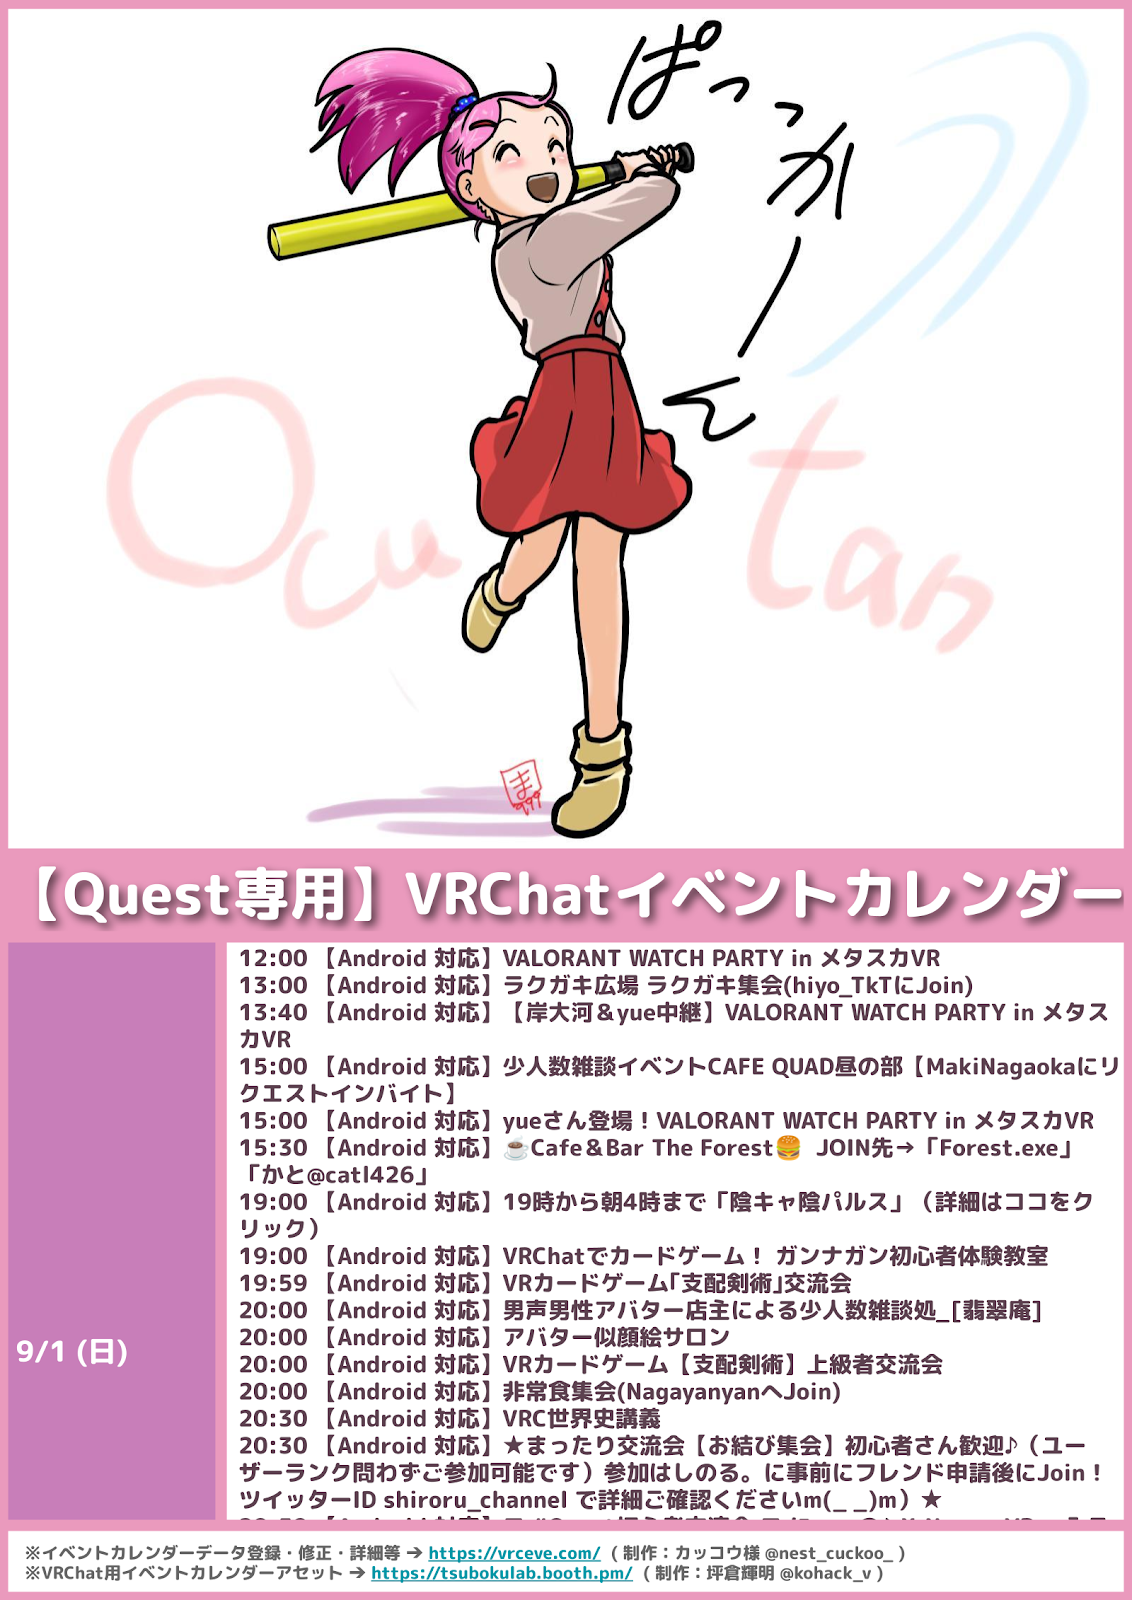 ぱっっかーん
Ocu tan
ま
999
【Quest専用】VRChatイベントカレンダー
9/1 (日)
12:00 【Android 対応】VALORANT WATCH PARTY in メタスカVR
13:00 【Android 対応】ラクガキ広場 ラクガキ集会(hiyo_TkTにJoin)
13:40 【Android 対応】【岸大河＆yue中継】VALORANT WATCH PARTY in メタス
カVR
15:00 【Android 対応】少人数雑談イベントCAFE QUAD昼の部【MakiNagaokaにリ
クエストインバイト】
15:00 【Android 対応】yueさん登場！VALORANT WATCH PARTY in メタスカVR
15:30 【Android 対応】☕Cafe＆Bar The Forest🍔 JOIN先→「Forest.exe」
「かと@catl426」
19:00 【Android 対応】19時から朝4時まで「陰キャ陰パルス」（詳細はココをク
リック）
19:00 【Android 対応】VRChatでカードゲーム！ ガンナガン初心者体験教室
19:59 【Android 対応】VRカードゲーム｢支配剣術｣交流会
20:00 【Android 対応】男声男性アバター店主による少人数雑談処_[翡翠庵]
20:00 【Android 対応】アバター似顔絵サロン
20:00 【Android 対応】VRカードゲーム【支配剣術】上級者交流会
20:00 【Android 対応】非常食集会(NagayanyanへJoin)
20:30 【Android 対応】VRC世界史講義
20:30 【Android 対応】★まったり交流会【お結び集会】初心者さん歓迎♪（ユー
ザーランク問わずご参加可能です）参加はしのる。に事前にフレンド申請後にJoin！
ツイッターID shiroru_channel で詳細ご確認くださいm(_ _)m）★
※イベントカレンダーデータ登録・修正・詳細等 ➔ https://vrceve.com/ ( 制作：カッコウ様 @nest_cuckoo_ )
※VRChat用イベントカレンダーアセット ➔ https://tsubokulab.booth.pm/ ( 制作：坪倉輝明 @kohack_v )